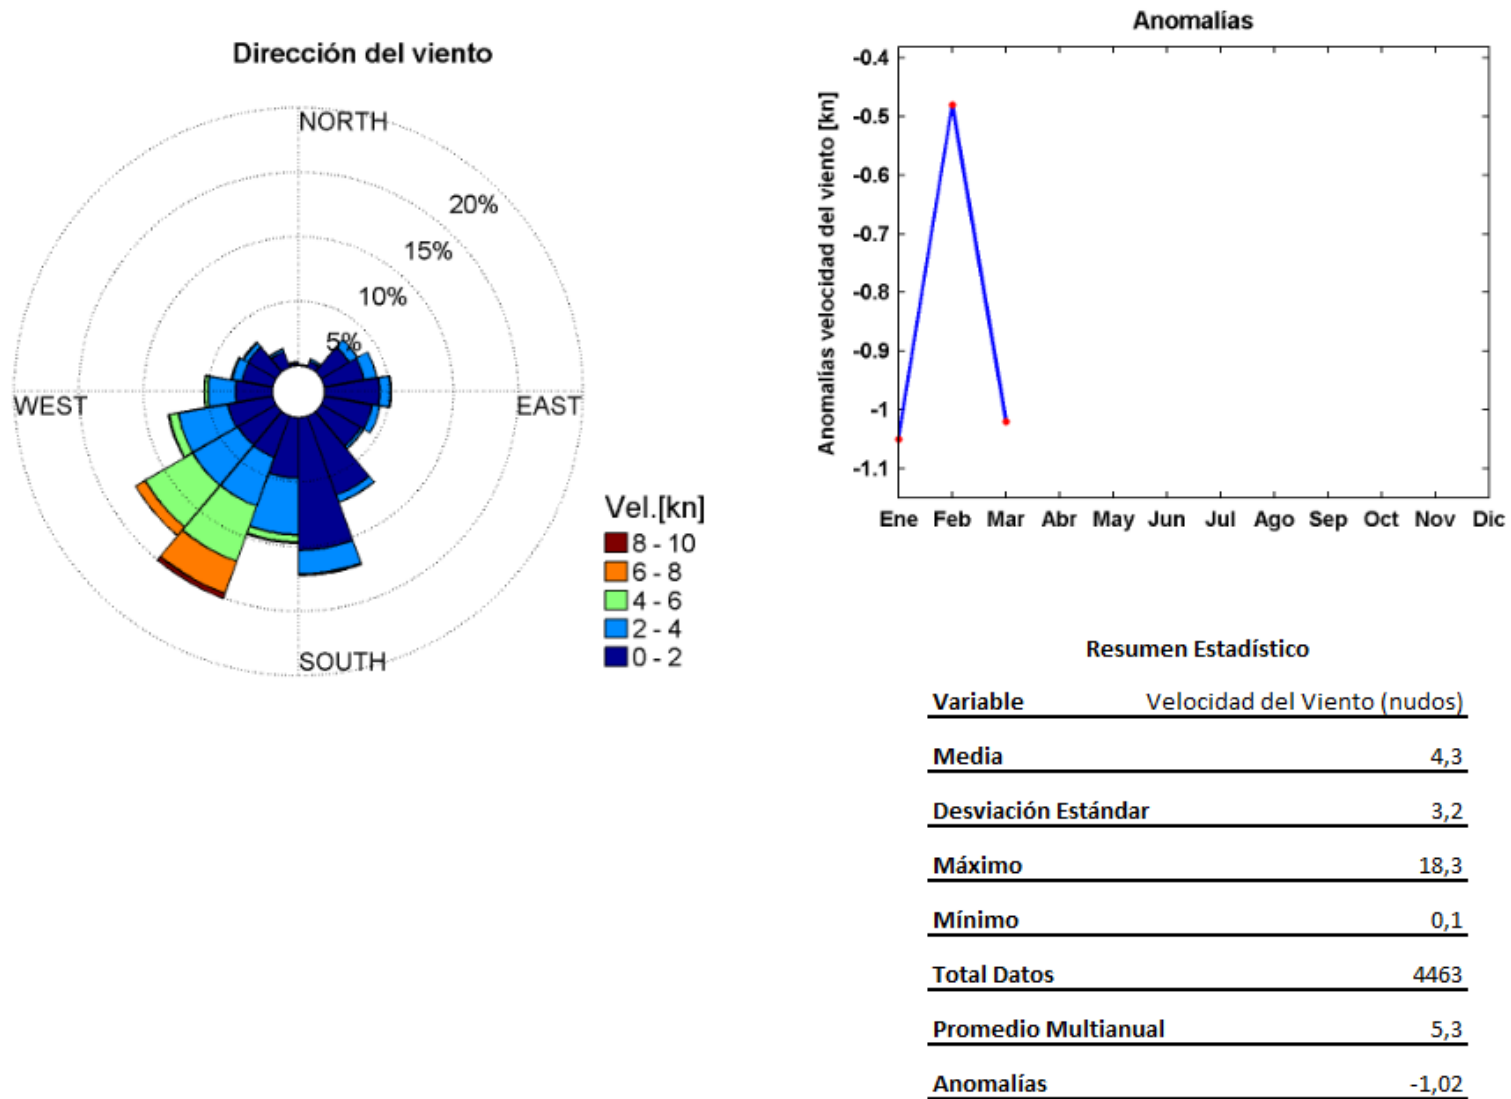 Dirección del viento
NORTH
20%
15%
10%
5%
WEST
EAST
SOUTH
Vel.[kn]
8 - 10
6 - 8
4 - 6
2 - 4
0 - 2
Anomalías
Anomalias velocidad del viento [kn]
-0.4
-0.5
-0.6
-0.7
-0.8
-0.9
-1
-1.1
Ene Feb Mar Abr May Jun Jul Ago Sep Oct Nov Dic
Resumen Estadístico
Variable Velocidad del Viento (nudos)
Media 4,3
Desviación Estándar 3,2
Máximo 18,3
Mínimo 0,1
Total Datos 4463
Promedio Multianual 5,3
Anomalías -1,02